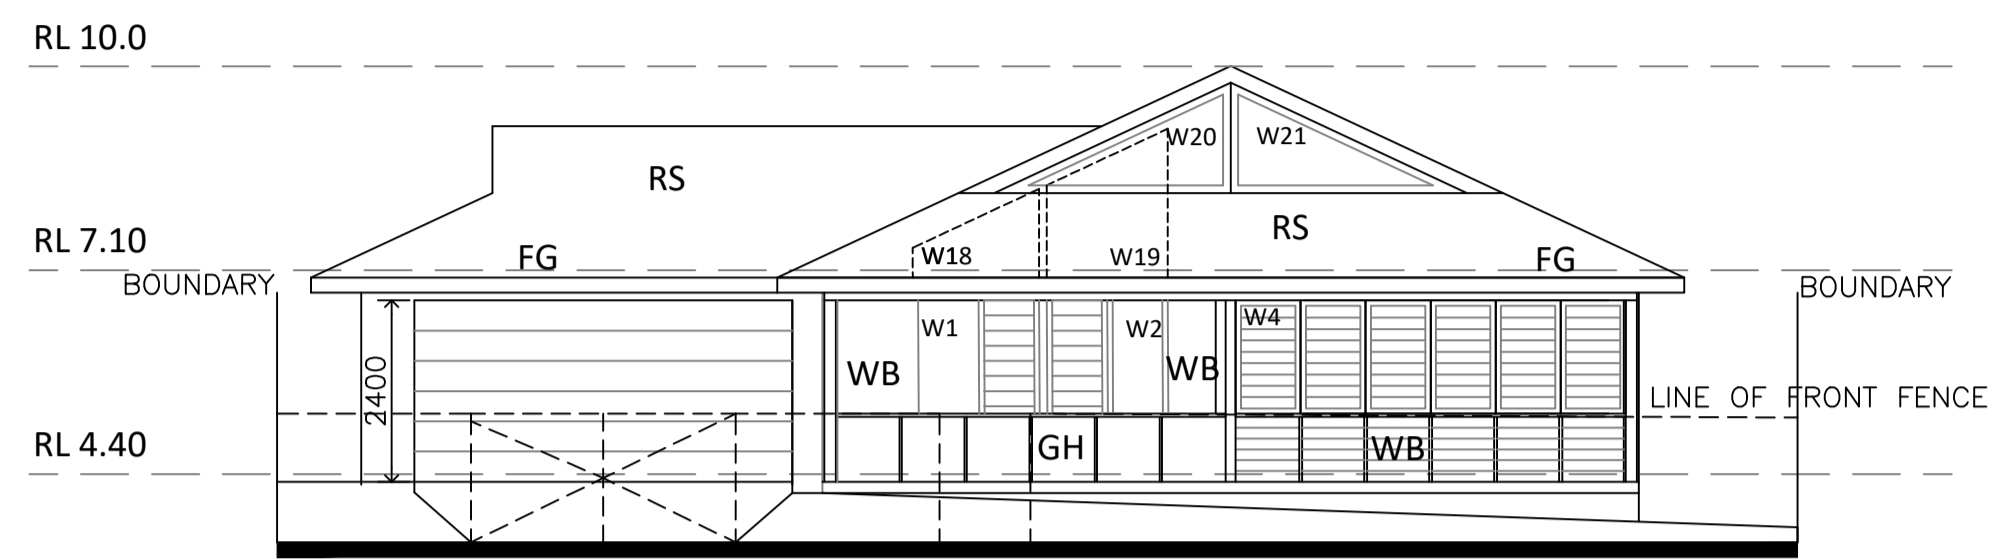 RL 10.0
W20
W21
RS
RS
RL 7.10
FG
W18
W19
FG
BOUNDARY
BOUNDARY
W1
W2
W4
WB
WB
2400
LINE OF FRONT FENCE
RL 4.40
GH
WB